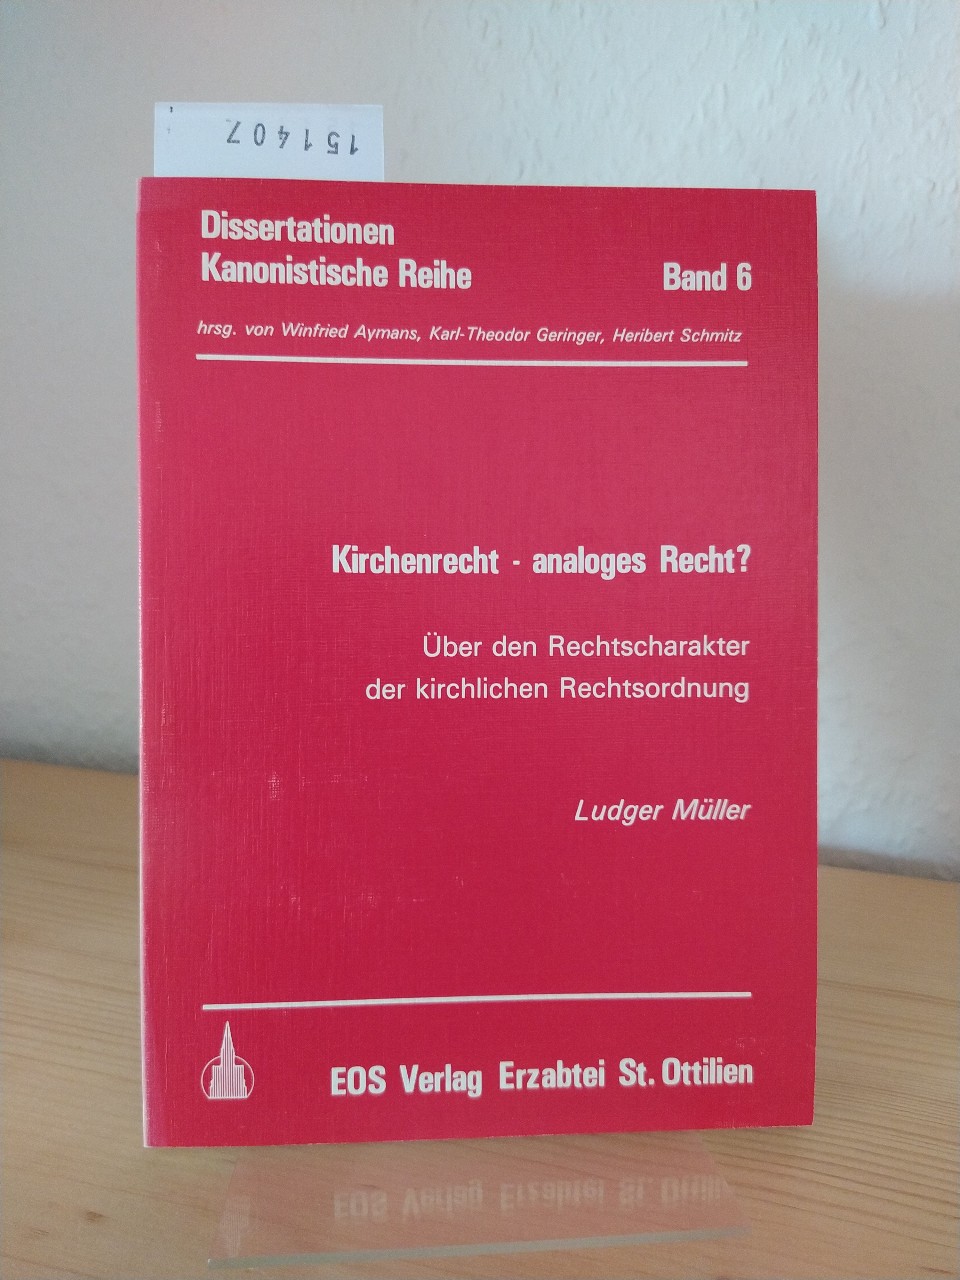 151407
Dissertationen
Kanonistische Reihe Band 6
hrsg. von Winfried Aymans, Karl-Theodor Geringer, Heribert Schmitz
Kirchenrecht - analoges Recht?
Über den Rechtscharakter
der kirchlichen Rechtsordnung
Ludger Müller
EOS Verlag Erzabtei St. Ottilien